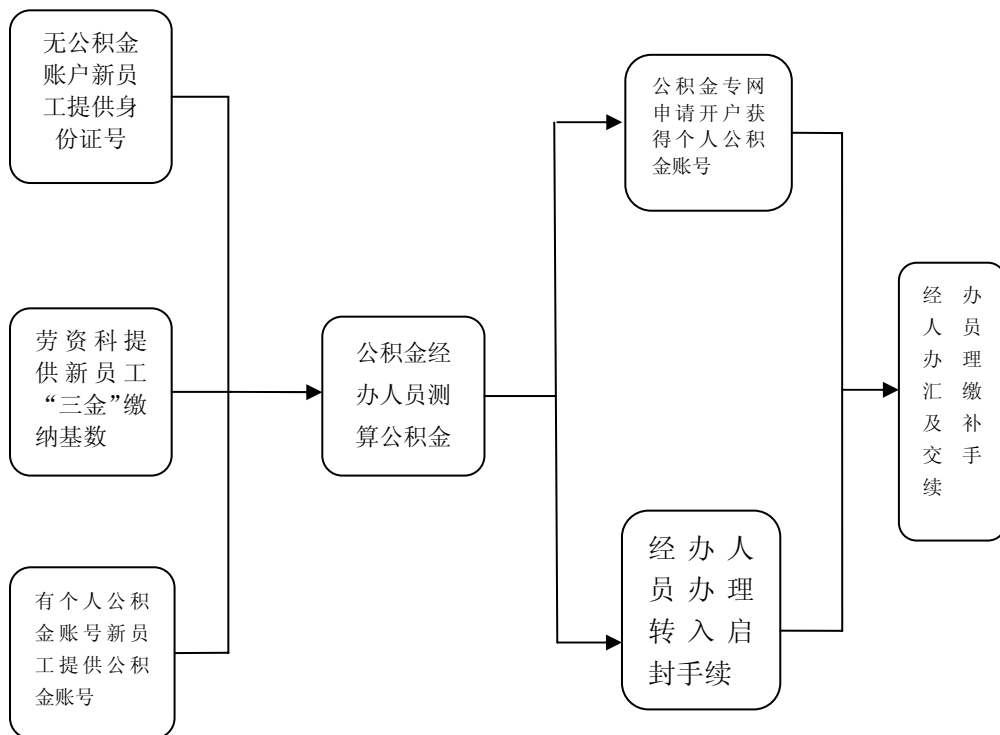 无公积金
账户新员
工提供身
份证号
劳资科提
供新员工
“三金”缴
纳基数
有个人公积
金账号新员
工提供公积
金账号
公积金经
办人员测
算公积金
公积金专网
申请开户获
得个人公积
金账号
经办人
员办理
转入启
封手续
经办
人员
办理
汇缴
及补
交手
续